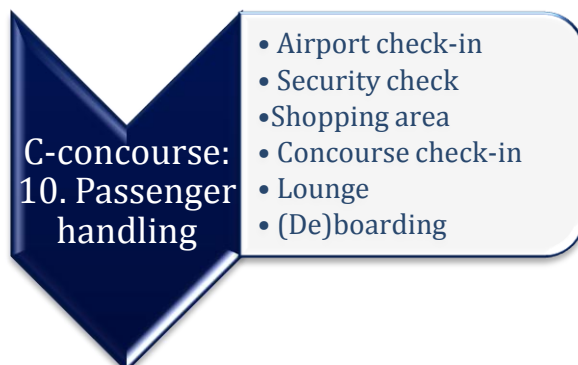 C-concourse:
10. Passenger
handling
• Airport check-in
• Security check
•Shopping area
• Concourse check-in
• Lounge
• (De)boarding